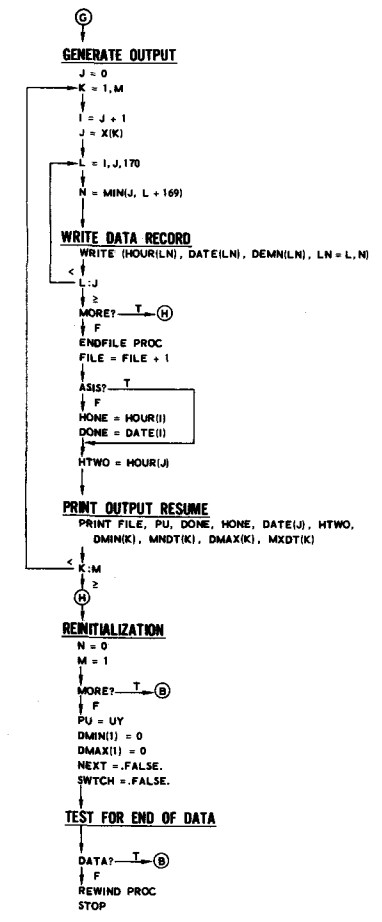 G
GENERATE OUTPUT
J = 0
K = 1, M
I = J + 1
J = X(K)
L = I, J, 170
N = MIN(J, L + 169)
WRITE DATA RECORD
WRITE (HOUR(LN), DATE(LN), DEMN(LN), LN = L, N)
<
L : J
≥
MORE? T H
F
ENDFILE PROC
FILE = FILE + 1
ASIS? T
F
HONE = HOUR(I)
DONE = DATE(I)
HTWO = HOUR(J)
PRINT OUTPUT RESUME
PRINT FILE, PU, DONE, HONE, DATE(J), HTWO,
DMIN(K), MNDT(K), DMAX(K), MXDT(K)
<
K : M
≥
H
REINITIALIZATION
N = 0
M = 1
MORE? T B
F
PU = UY
DMIN(1) = 0
DMAX(1) = 0
NEXT = .FALSE.
SWTCH = .FALSE.
TEST FOR END OF DATA
DATA? T B
F
REWIND PROC
STOP